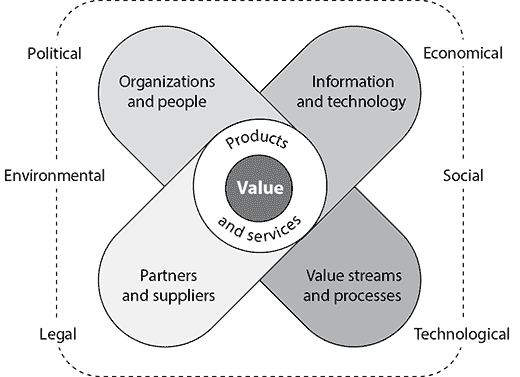 Political
Economical
Organizations
and people
Information
and technology
Products
Environmental
Value
Social
and services
Partners
and suppliers
Value streams
and processes
Legal
Technological